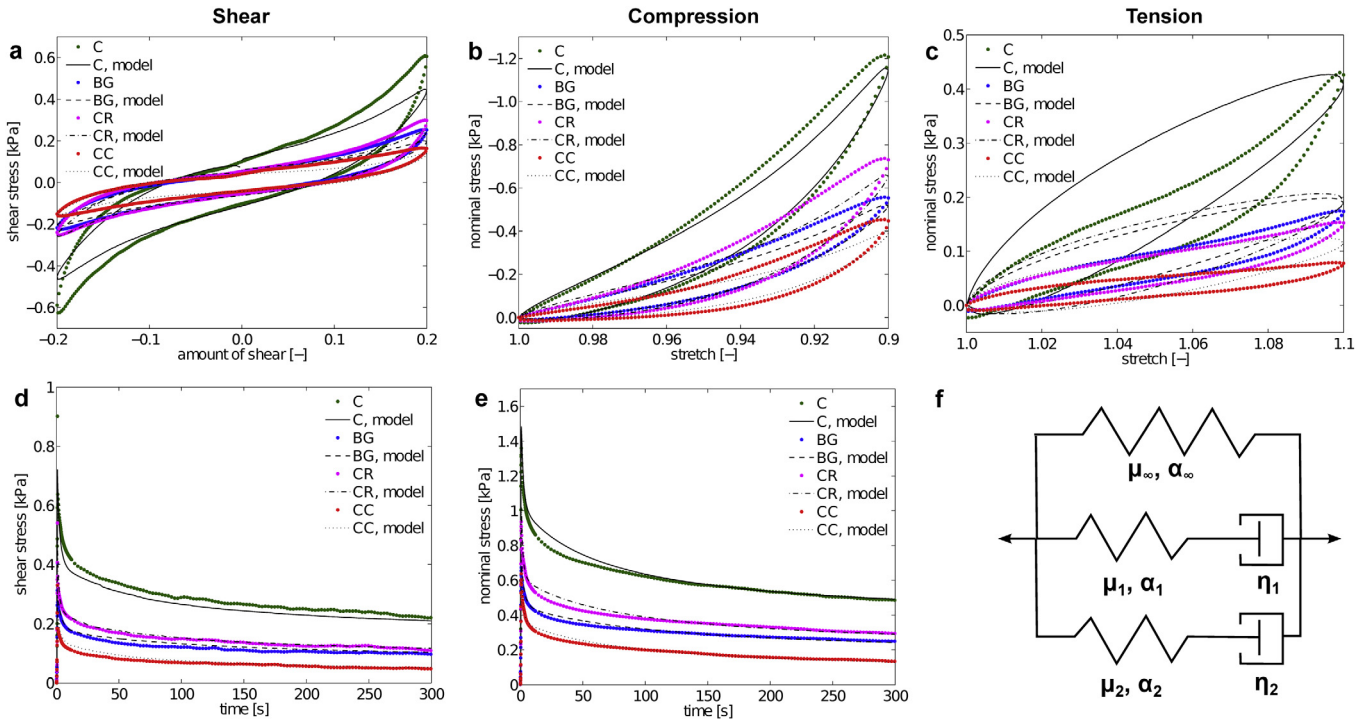 Shear
Compression
Tension
a
C
C, model
BG
BG, model
CR
CR, model
CC
CC, model
shear stress [kPa]
0.6
0.4
0.2
0.0
−0.2
−0.4
−0.6
−0.2
−0.1
0.0
0.1
0.2
amount of shear [−]
b
C
C, model
BG
BG, model
CR
CR, model
CC
CC, model
nominal stress [kPa]
−1.2
−1.0
−0.8
−0.6
−0.4
−0.2
0.0
1.0
0.98
0.96
0.94
0.92
0.9
stretch [−]
c
C
C, model
BG
BG, model
CR
CR, model
CC
CC, model
nominal stress [kPa]
0.5
0.4
0.3
0.2
0.1
0.0
1.0
1.02
1.04
1.06
1.08
1.1
stretch [−]
d
C
C, model
BG
BG, model
CR
CR, model
CC
CC, model
shear stress [kPa]
1
0.8
0.6
0.4
0.2
0
0
50
100
150
200
250
300
time [s]
e
C
C, model
BG
BG, model
CR
CR, model
CC
CC, model
nominal stress [kPa]
1.6
1.4
1.2
1.0
0.8
0.6
0.4
0.2
0
0
50
100
150
200
250
300
time [s]
f
μ∞, α∞
μ1, α1
η1
μ2, α2
η2